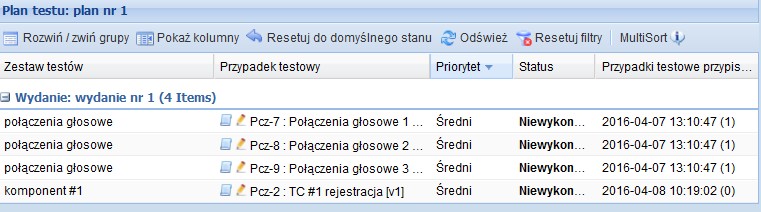 Plan testu: plan nr 1
Rozwiń / zwiń grupy Pokaż kolumny Resetuj do domyślnego stanu Odśwież Resetuj filtry MultiSort
Zestaw testów Przypadek testowy Priorytet Status Przypadki testowe przypis...
Wydanie: wydanie nr 1 (4 Items)
połączenia głosowe Pcz-7 : Połączenia głosowe 1 ... Średni Niewykon... 2016-04-07 13:10:47 (1)
połączenia głosowe Pcz-8 : Połączenia głosowe 2 ... Średni Niewykon... 2016-04-07 13:10:47 (1)
połączenia głosowe Pcz-9 : Połączenia głosowe 3 ... Średni Niewykon... 2016-04-07 13:10:47 (1)
komponent #1 Pcz-2 : TC #1 rejestracja [v1] Średni Niewykon... 2016-04-08 10:19:02 (0)